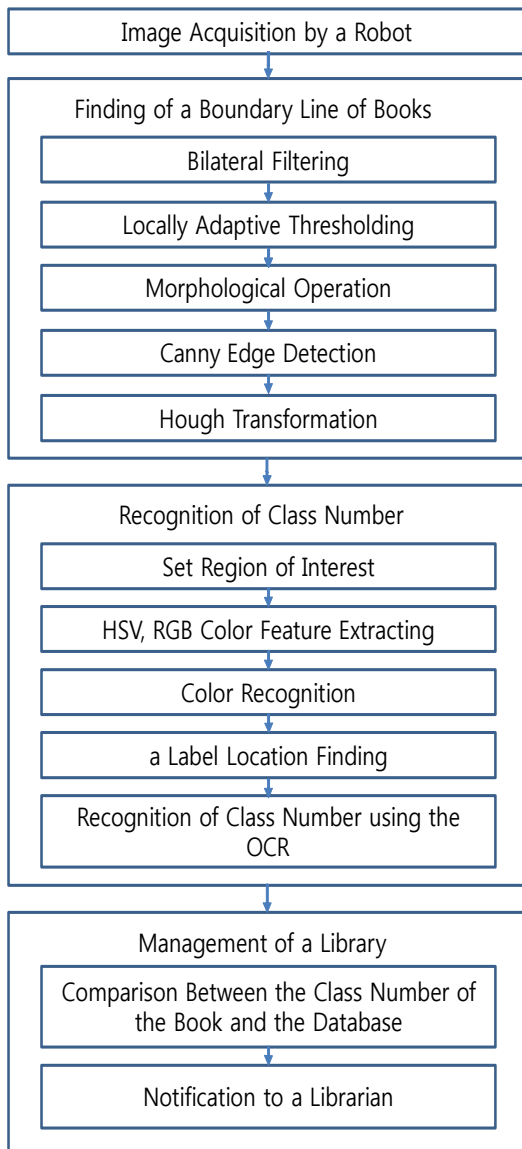 Image Acquisition by a Robot
Finding of a Boundary Line of Books
Bilateral Filtering
Locally Adaptive Thresholding
Morphological Operation
Canny Edge Detection
Hough Transformation
Recognition of Class Number
Set Region of Interest
HSV, RGB Color Feature Extracting
Color Recognition
a Label Location Finding
Recognition of Class Number using the
OCR
Management of a Library
Comparison Between the Class Number of
the Book and the Database
Notification to a Librarian